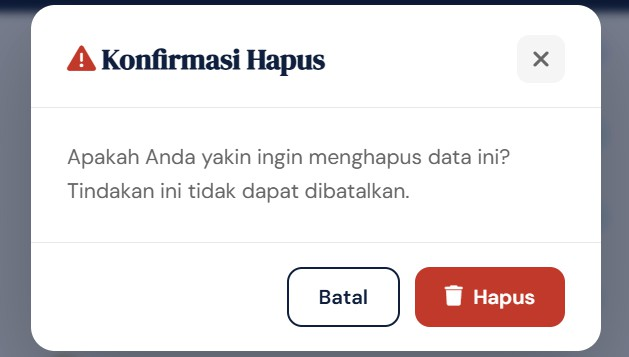 Konfirmasi Hapus
Apakah Anda yakin ingin menghapus data ini?
Tindakan ini tidak dapat dibatalkan.
Batal
Hapus